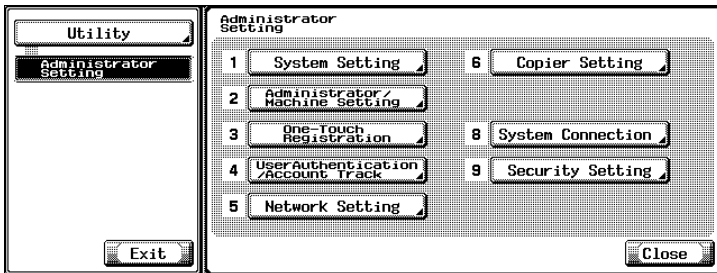 Utility
Administrator
Setting
Exit
Administrator
Setting
1 System Setting
2 Administrator/
Machine Setting
3 One-Touch
Registration
4 UserAuthentication
/Account Track
5 Network Setting
6 Copier Setting
8 System Connection
9 Security Setting
Close